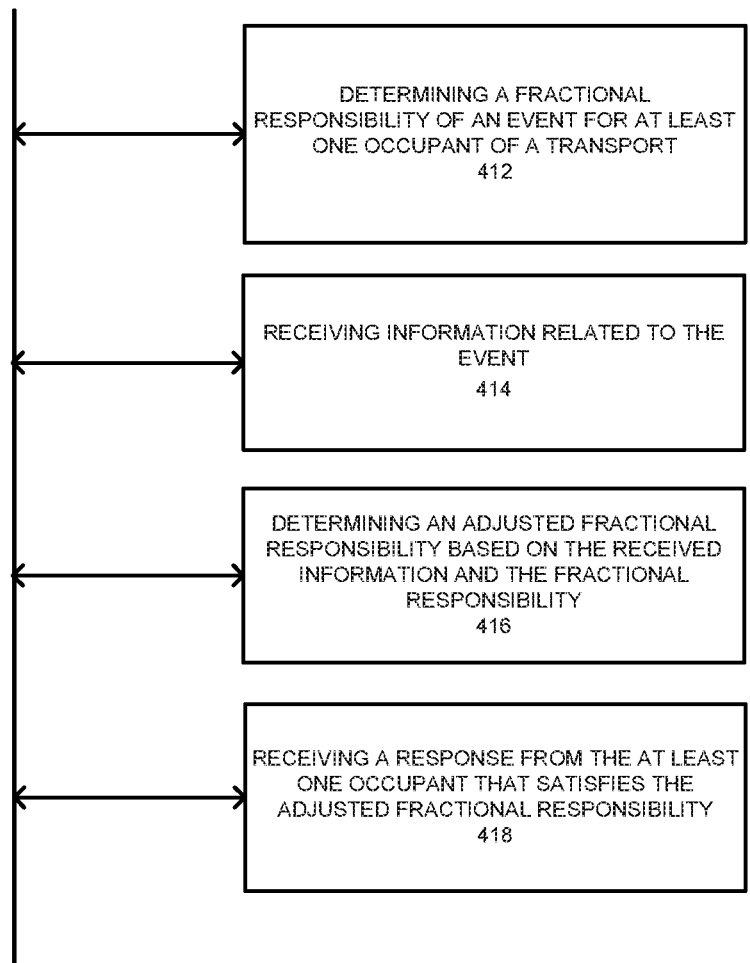 DETERMINING A FRACTIONAL
RESPONSIBILITY OF AN EVENT FOR AT LEAST
ONE OCCUPANT OF A TRANSPORT
412
RECEIVING INFORMATION RELATED TO THE
EVENT
414
DETERMINING AN ADJUSTED FRACTIONAL
RESPONSIBILITY BASED ON THE RECEIVED
INFORMATION AND THE FRACTIONAL
RESPONSIBILITY
416
RECEIVING A RESPONSE FROM THE AT LEAST
ONE OCCUPANT THAT SATISFIES THE
ADJUSTED FRACTIONAL RESPONSIBILITY
418